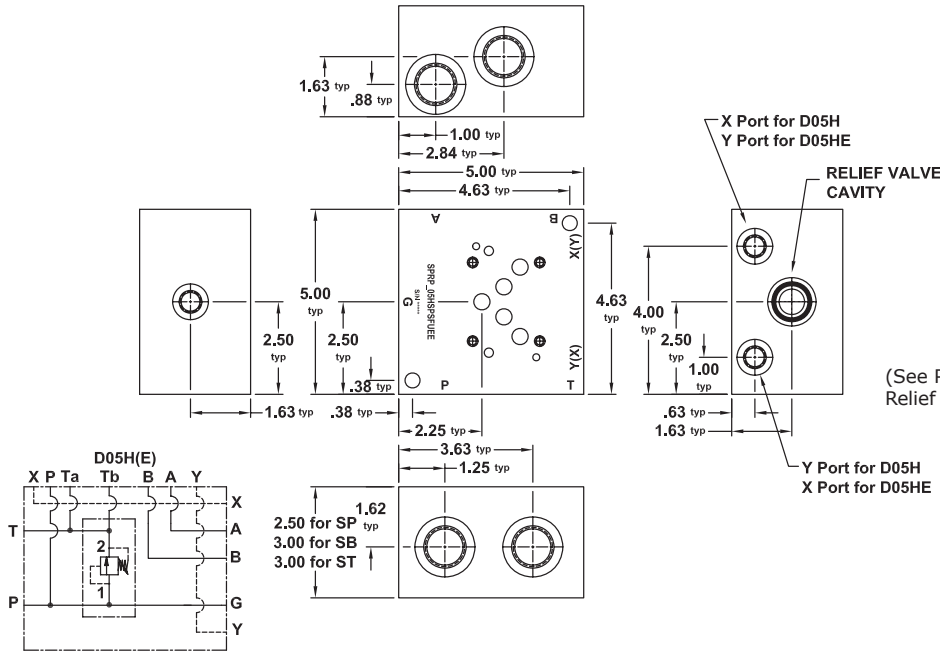 1.63 typ
.88 typ
1.00 typ
2.84 typ
5.00 typ
4.63 typ
X Port for D05H
Y Port for D05HE
RELIEF VALVE
CAVITY
A
B
X(Y)
SPRP_05HSPSFUEE
S/N -----
G
Y(X)
P
T
2.50
typ
1.63 typ
5.00
typ
2.50
typ
.38 typ
.38 typ
2.25 typ
4.63
typ
4.00
typ
2.50
typ
1.00
typ
.63 typ
1.63 typ
(See P
Relief
Y Port for D05H
X Port for D05HE
3.63 typ
1.25 typ
1.62
typ
2.50 for SP
3.00 for SB
3.00 for ST
D05H(E)
X P Ta Tb B A Y
X
T
A
2
B
1
P
G
Y